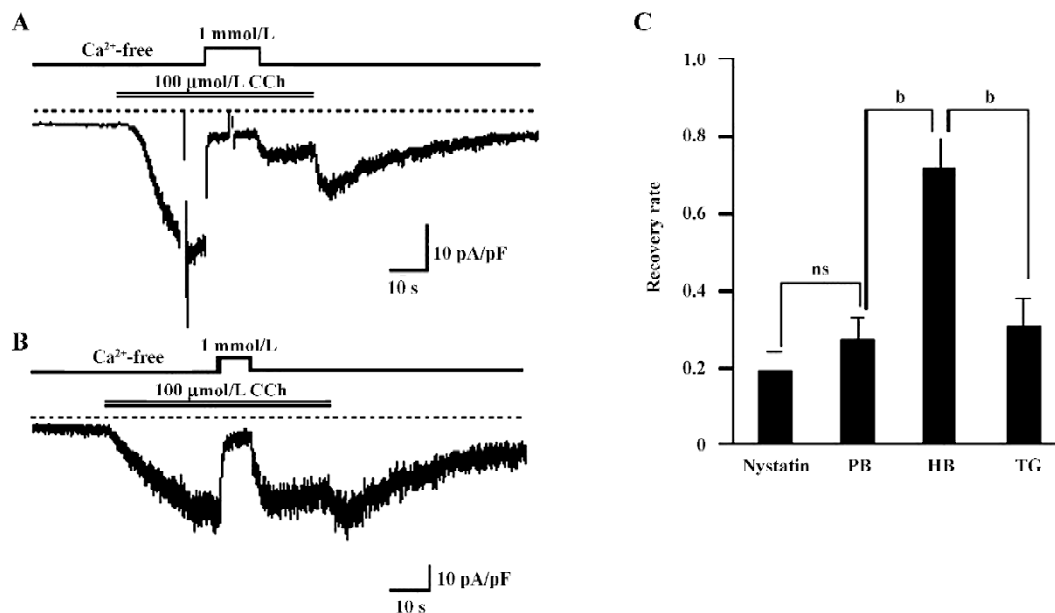 A
1 mmol/L
Ca²⁺-free
100 μmol/L CCh
10 pA/pF
10 s
B
1 mmol/L
Ca²⁺-free
100 μmol/L CCh
10 pA/pF
10 s
C
1.0
0.8
0.6
0.4
0.2
0
Recovery rate
ns
b
b
Nystatin PB HB TG